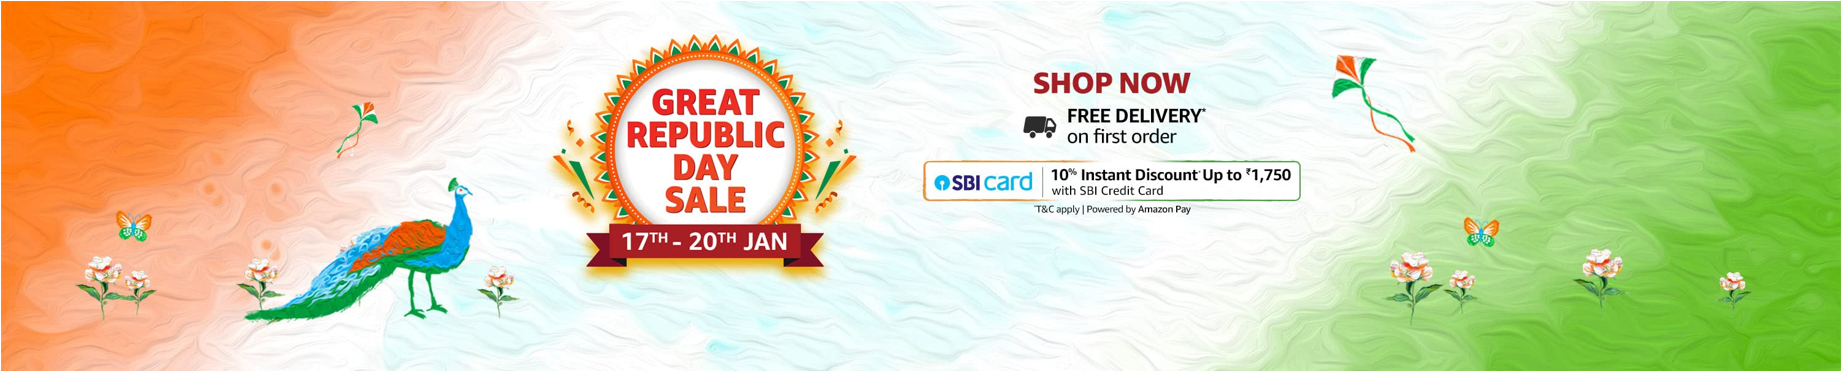 GREAT
REPUBLIC
DAY
SALE
17TH - 20TH JAN
SHOP NOW
FREE DELIVERY*
on first order
SBI card
10% Instant Discount* Up to ₹1,750
with SBI Credit Card
*T&C apply | Powered by Amazon Pay